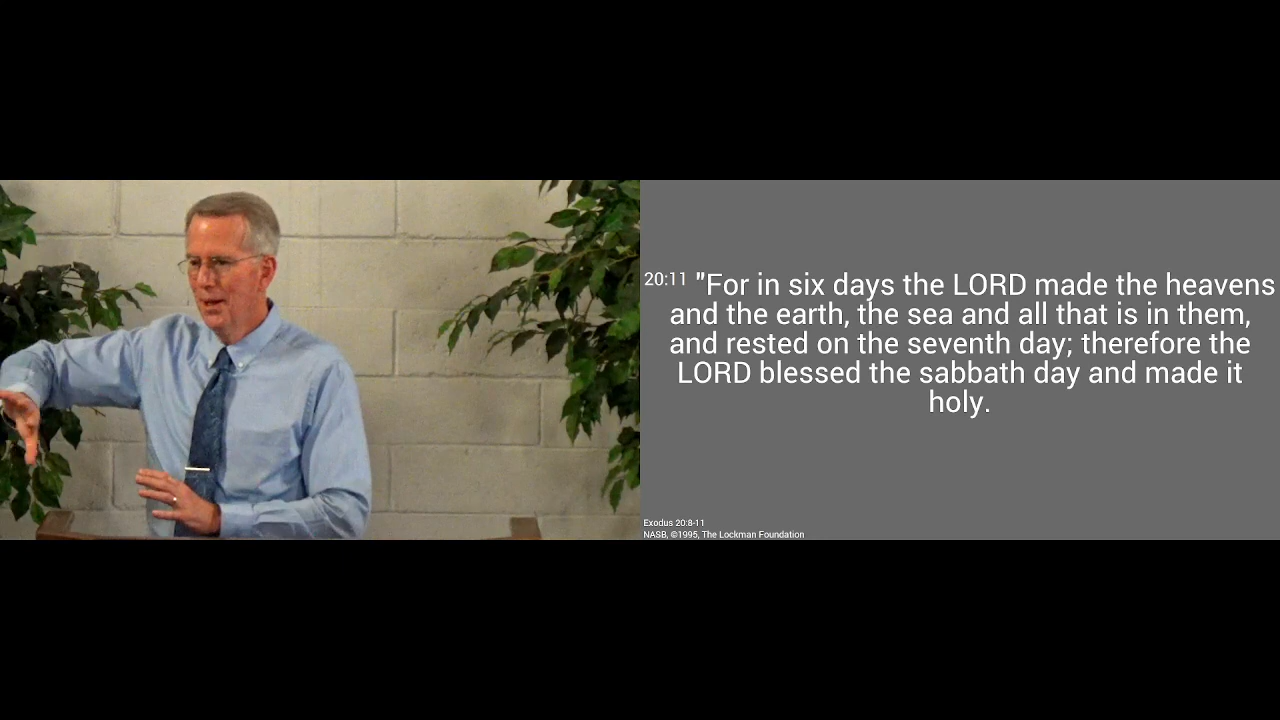 20:11 "For in six days the LORD made the heavens
and the earth, the sea and all that is in them,
and rested on the seventh day; therefore the
LORD blessed the sabbath day and made it
holy.
Exodus 20:8-11
NASB, ©1995, The Lockman Foundation